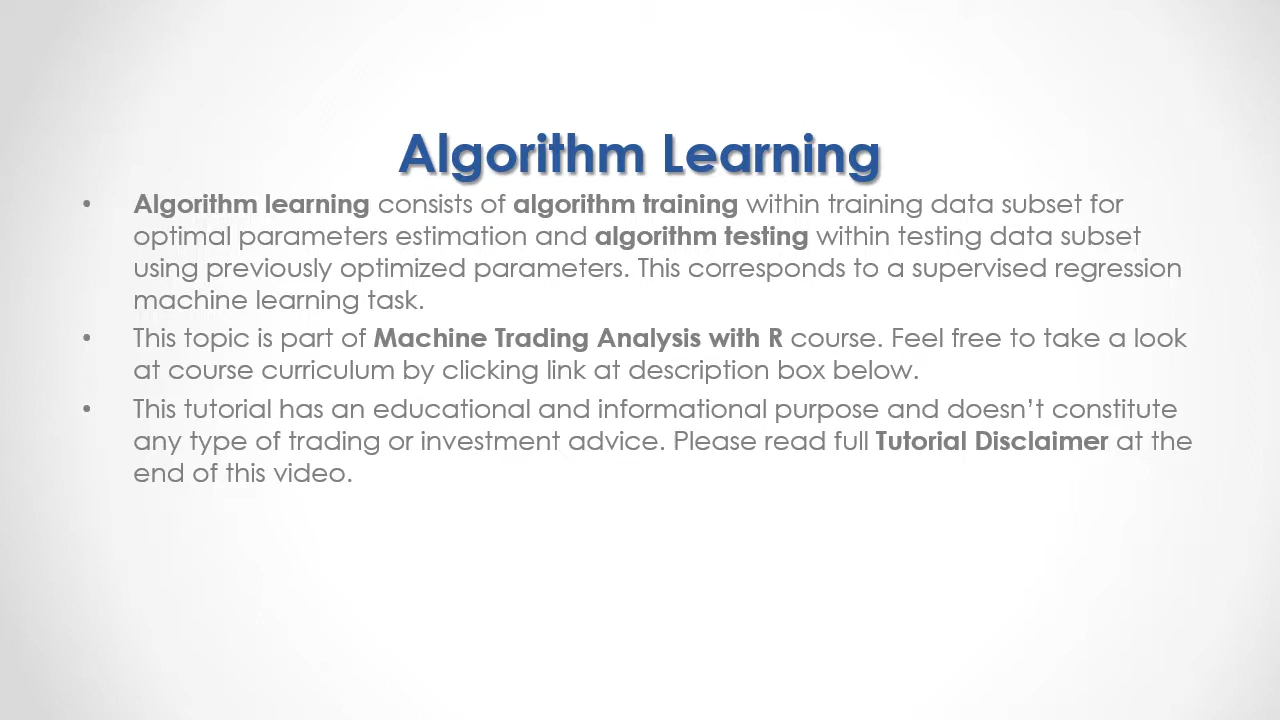 Algorithm Learning
• Algorithm learning consists of algorithm training within training data subset for
optimal parameters estimation and algorithm testing within testing data subset
using previously optimized parameters. This corresponds to a supervised regression
machine learning task.
• This topic is part of Machine Trading Analysis with R course. Feel free to take a look
at course curriculum by clicking link at description box below.
• This tutorial has an educational and informational purpose and doesn’t constitute
any type of trading or investment advice. Please read full Tutorial Disclaimer at the
end of this video.